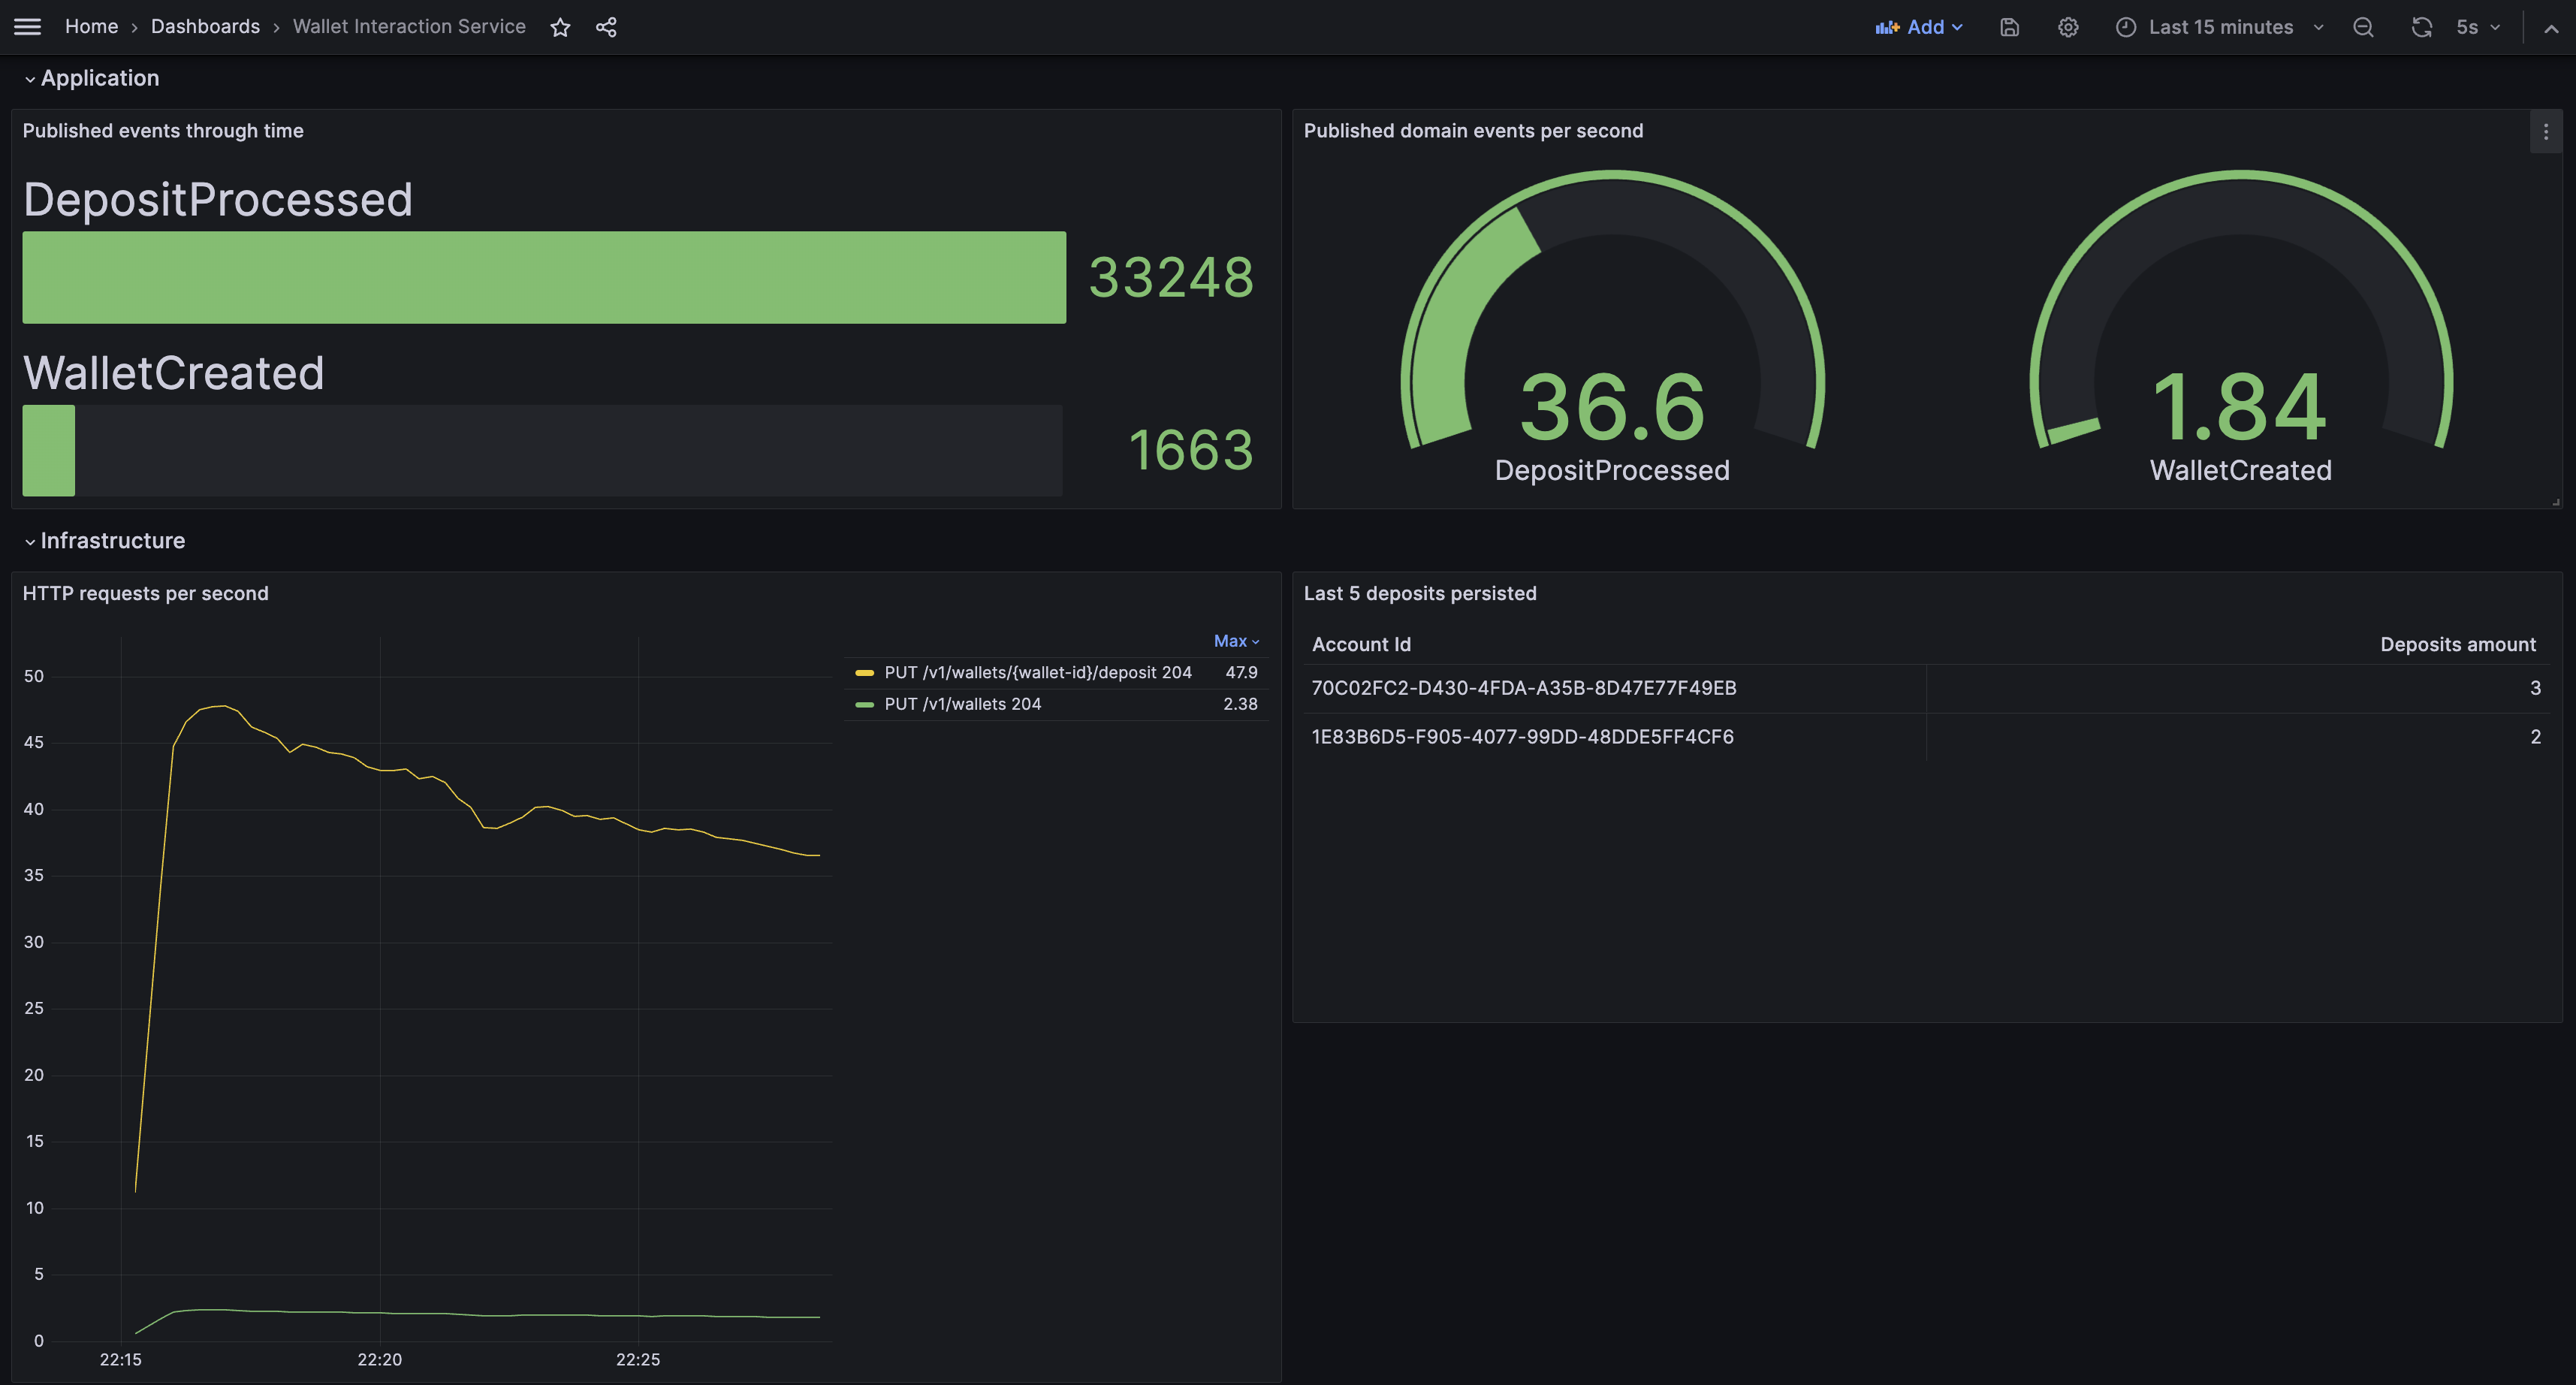 Home > Dashboards > Wallet Interaction Service
Add
Last 15 minutes
5s
Application
Published events through time
DepositProcessed
33248
WalletCreated
1663
Published domain events per second
36.6
DepositProcessed
1.84
WalletCreated
Infrastructure
HTTP requests per second
Max
PUT /v1/wallets/{wallet-id}/deposit 204 47.9
PUT /v1/wallets 204 2.38
50
45
40
35
30
25
20
15
10
5
0
22:15 22:20 22:25
Last 5 deposits persisted
Account Id Deposits amount
70C02FC2-D430-4FDA-A35B-8D47E77F49EB 3
1E83B6D5-F905-4077-99DD-48DDE5FF4CF6 2